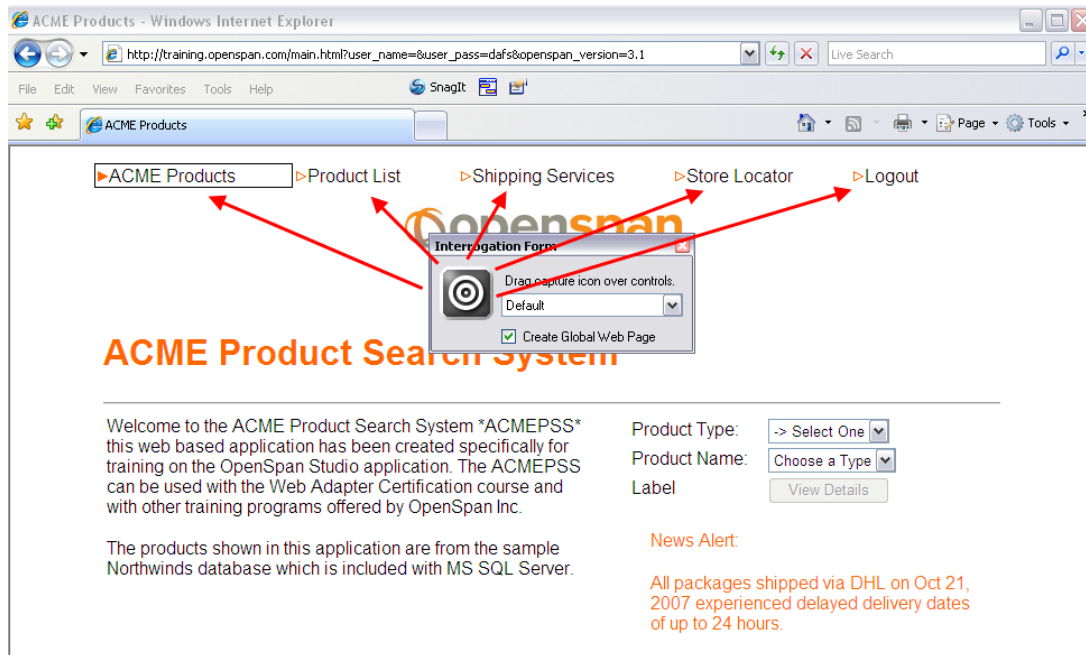 ACME Products - Windows Internet Explorer
http://training.openspan.com/main.html?user_name=&user_pass=dafs&openspan_version=3.1
Live Search
File Edit View Favorites Tools Help
SnagIt
ACME Products
Page Tools
ACME Products Product List Shipping Services Store Locator Logout
openspan
Interrogation Form
Drag capture icon over controls.
Default
Create Global Web Page
ACME Product Search System
Welcome to the ACME Product Search System *ACMEPSS*
this web based application has been created specifically for
training on the OpenSpan Studio application. The ACMEPSS
can be used with the Web Adapter Certification course and
with other training programs offered by OpenSpan Inc.
The products shown in this application are from the sample
Northwinds database which is included with MS SQL Server.
Product Type: -> Select One
Product Name: Choose a Type
Label View Details
News Alert:
All packages shipped via DHL on Oct 21,
2007 experienced delayed delivery dates
of up to 24 hours.